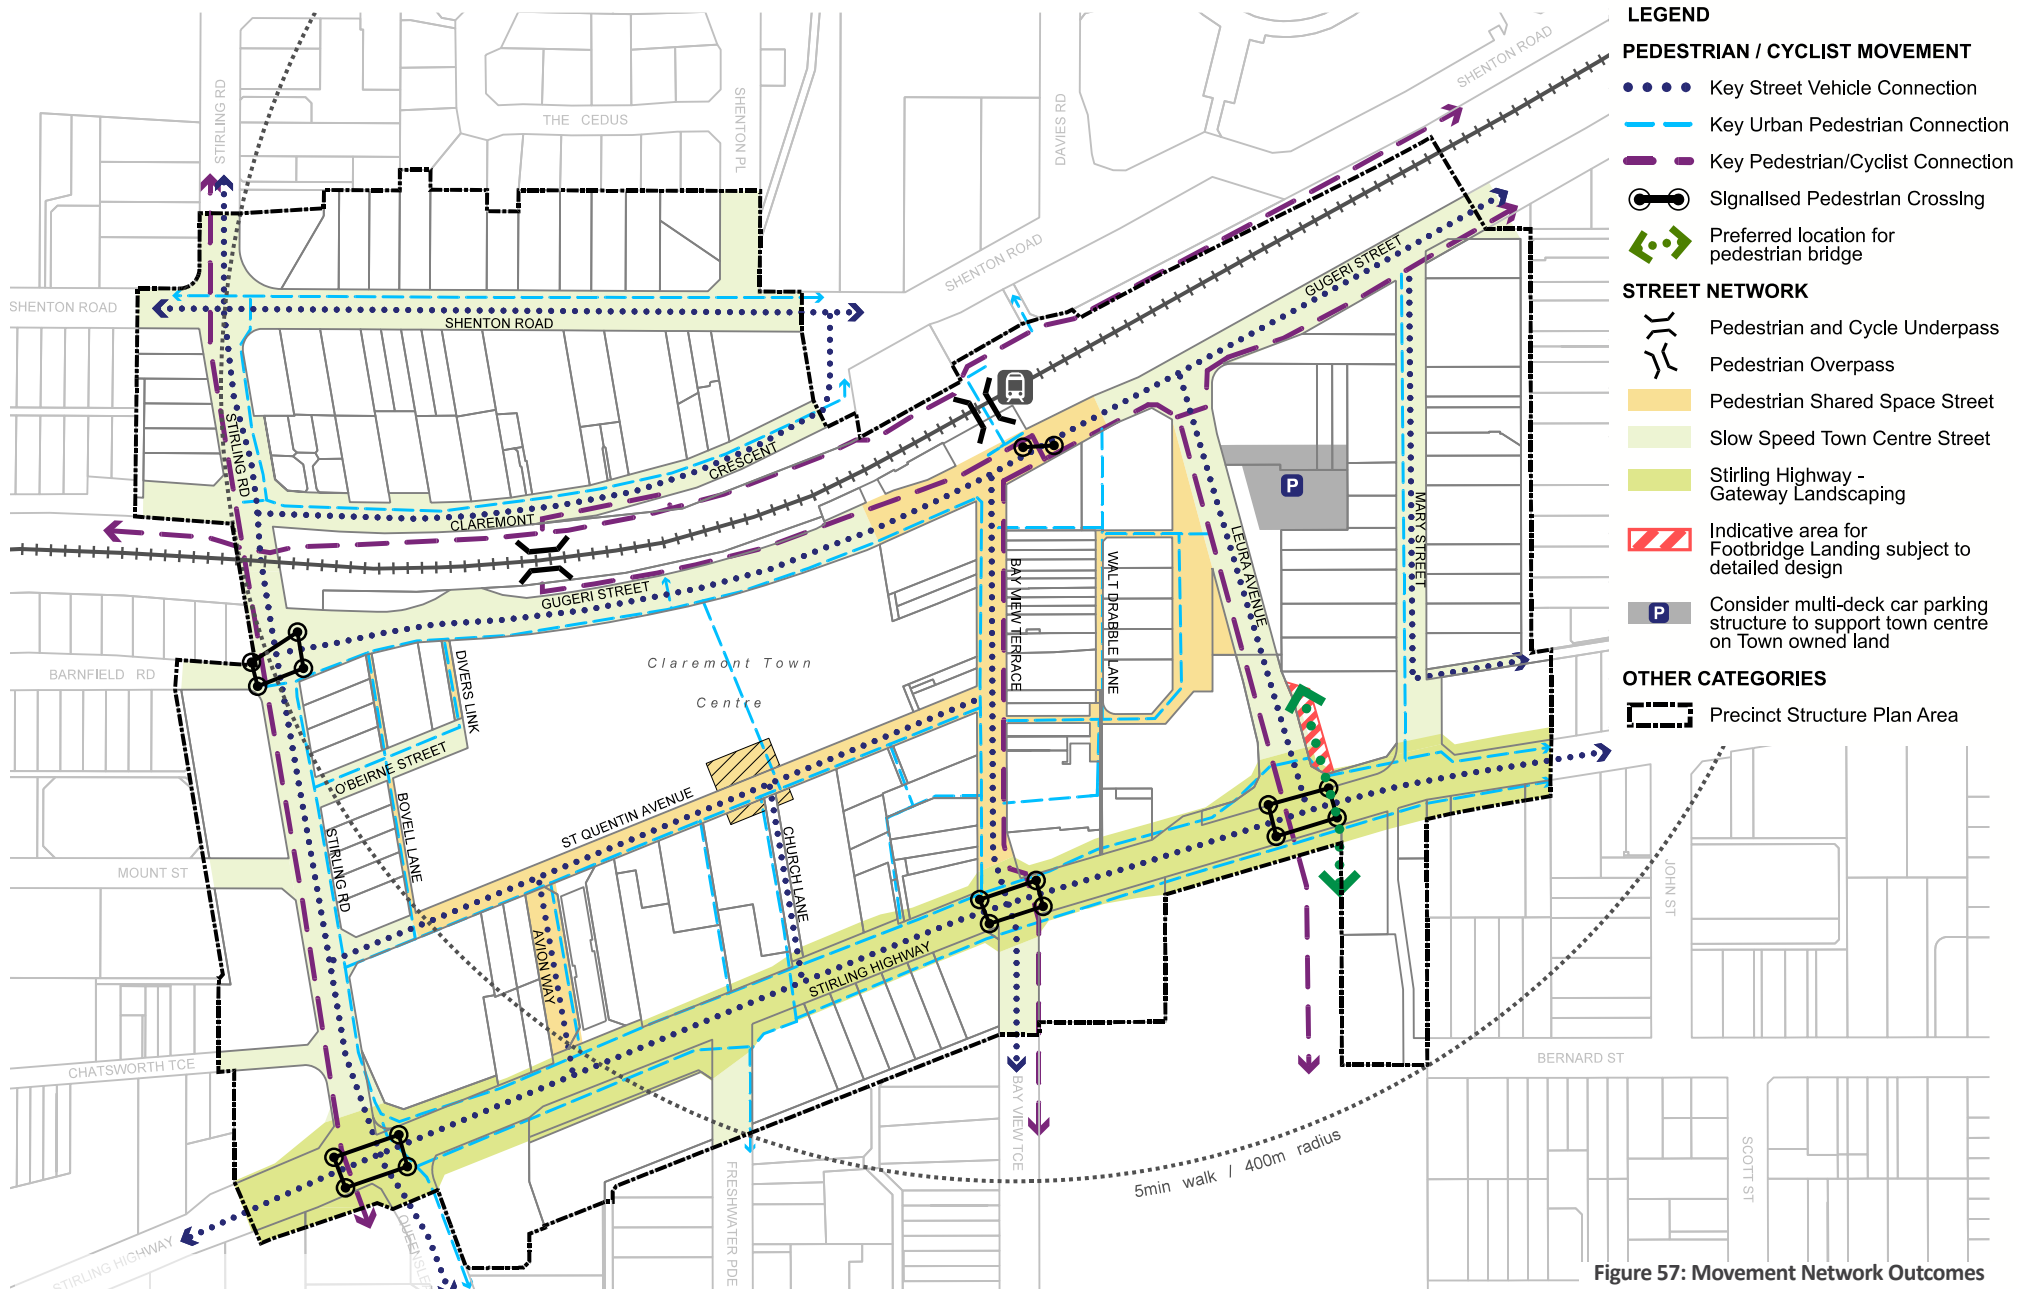 LEGEND
PEDESTRIAN / CYCLIST MOVEMENT
Key Street Vehicle Connection
Key Urban Pedestrian Connection
Key Pedestrian/Cyclist Connection
Signalised Pedestrian Crossing
Preferred location for
pedestrian bridge
STREET NETWORK
Pedestrian and Cycle Underpass
Pedestrian Overpass
Pedestrian Shared Space Street
Slow Speed Town Centre Street
Stirling Highway -
Gateway Landscaping
Indicative area for
Footbridge Landing subject to
detailed design
P
Consider multi-deck car parking
structure to support town centre
on Town owned land
OTHER CATEGORIES
Precinct Structure Plan Area
STIRLING RD
THE CEDUS
SHENTON PL
DAVIES RD
SHENTON ROAD
SHENTON ROAD
SHENTON ROAD
SHENTON ROAD
GUGERI STREET
STIRLING RD
CLAREMONT
CRESCENT
P
MARY STREET
LEURA AVENUE
BAY VIEW TERRACE
WALT DRABBLE LANE
GUGERI STREET
BARNFIELD RD
DIVERS LINK
Claremont Town
Centre
O'BEIRNE STREET
BOVELL LANE
ST QUENTIN AVENUE
CHURCH LANE
STIRLING RD
MOUNT ST
AVION WAY
STIRLING HIGHWAY
JOHN ST
CHATSWORTH TCE
BERNARD ST
BAY VIEW TCE
FRESHWATER PDE
5min walk / 400m radius
SCOTT ST
STIRLING HIGHWAY
Figure 57: Movement Network Outcomes